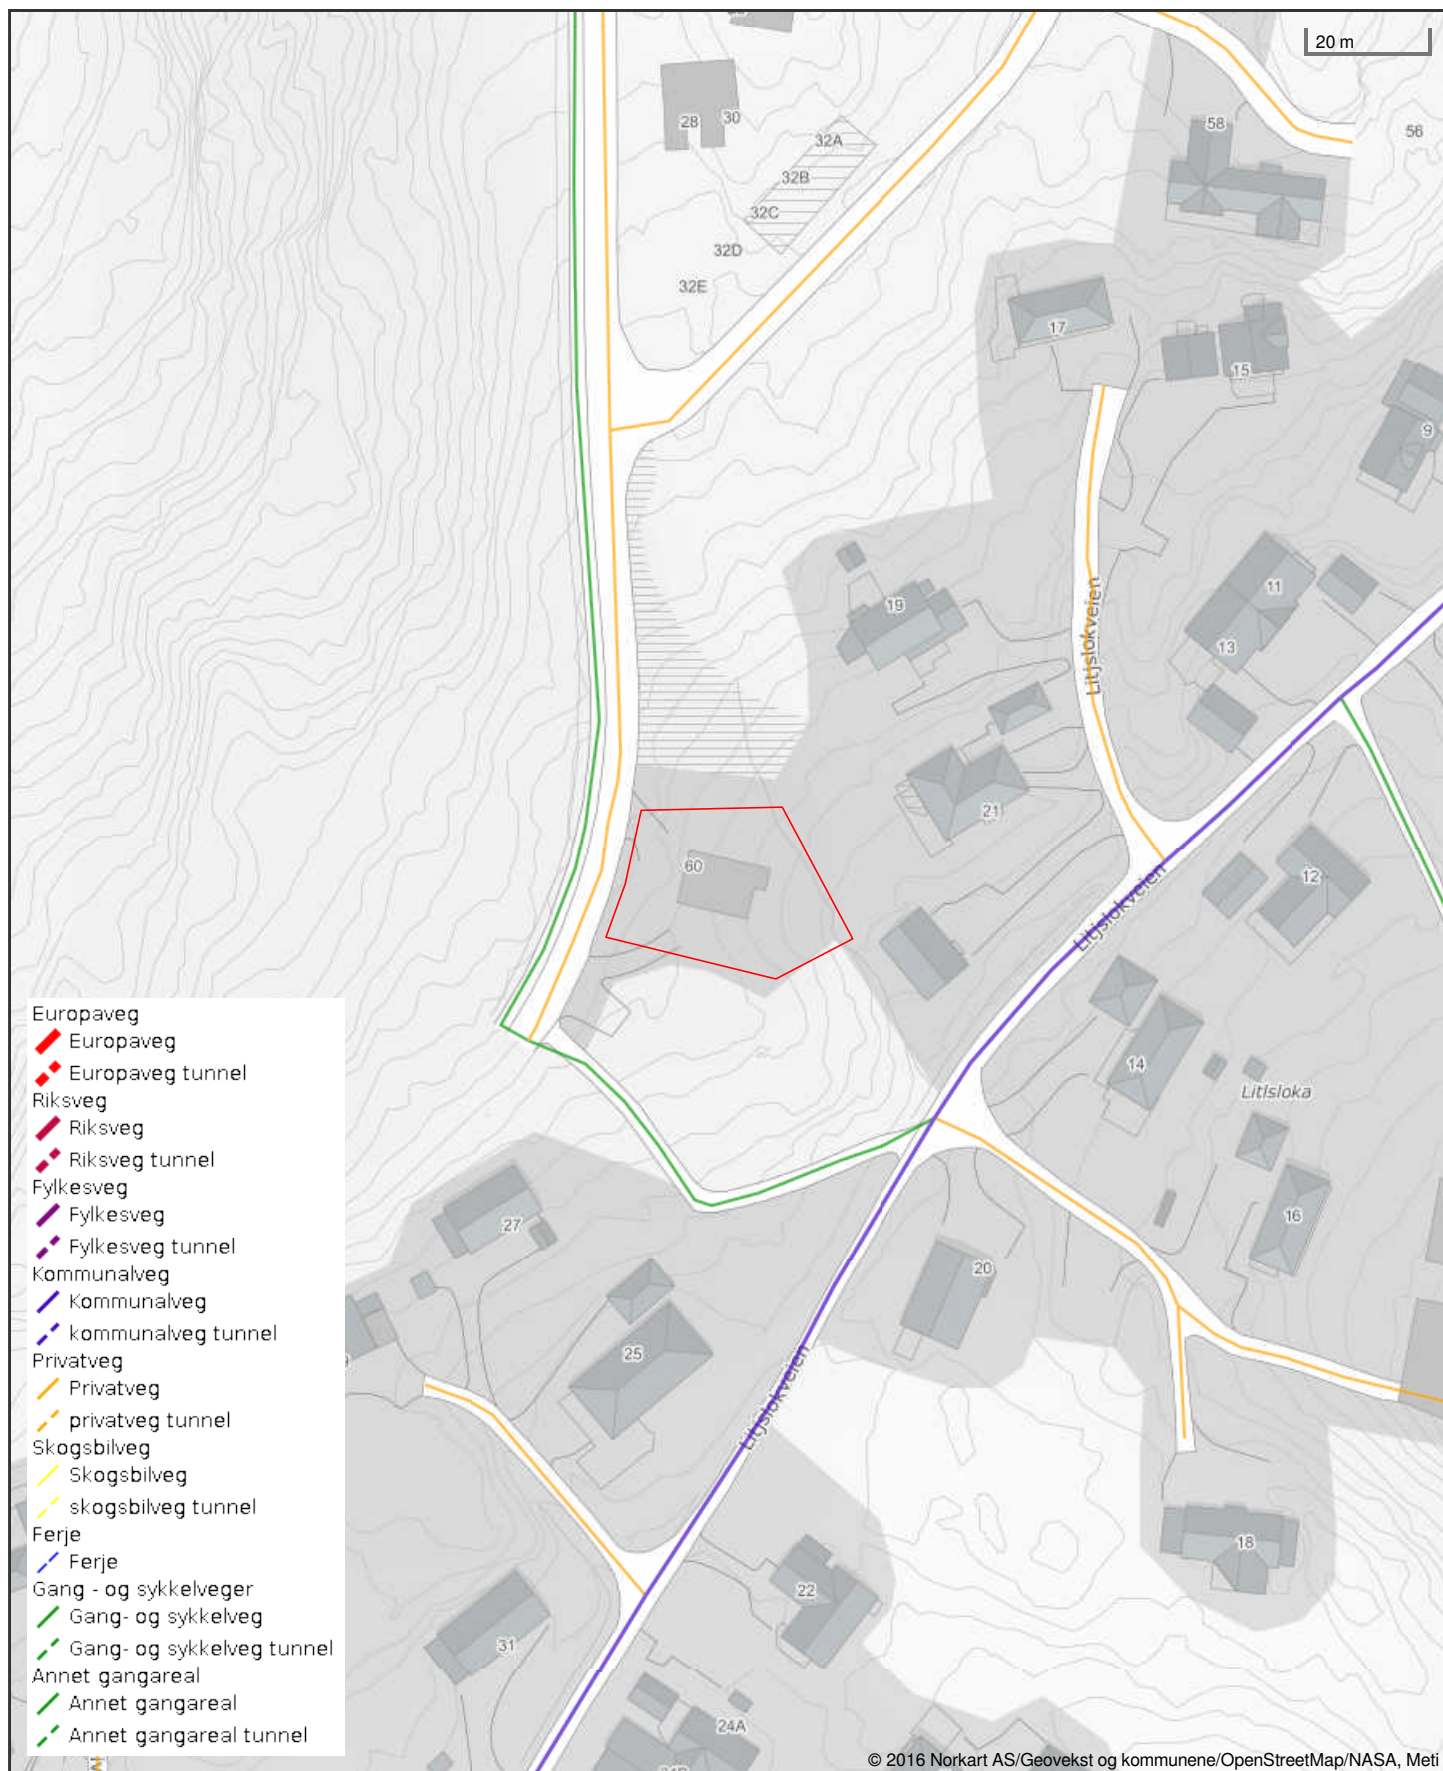 20 m
28
30
58
56
32A
32B
32C
32D
32E
17
15
9
19
11
13
Litjslokveien
21
60
12
Litjslokveien
14
Litlsloka
16
27
20
25
Litjslokveien
18
22
31
24A
Europaveg
Europaveg
Europaveg tunnel
Riksveg
Riksveg
Riksveg tunnel
Fylkesveg
Fylkesveg
Fylkesveg tunnel
Kommunalveg
Kommunalveg
kommunalveg tunnel
Privatveg
Privatveg
privatveg tunnel
Skogsbilveg
Skogsbilveg
skogsbilveg tunnel
Ferje
Ferje
Gang - og sykkelveger
Gang- og sykkelveg
Gang- og sykkelveg tunnel
Annet gangareal
Annet gangareal
Annet gangareal tunnel
© 2016 Norkart AS/Geovekst og kommunene/OpenStreetMap/NASA, Meti